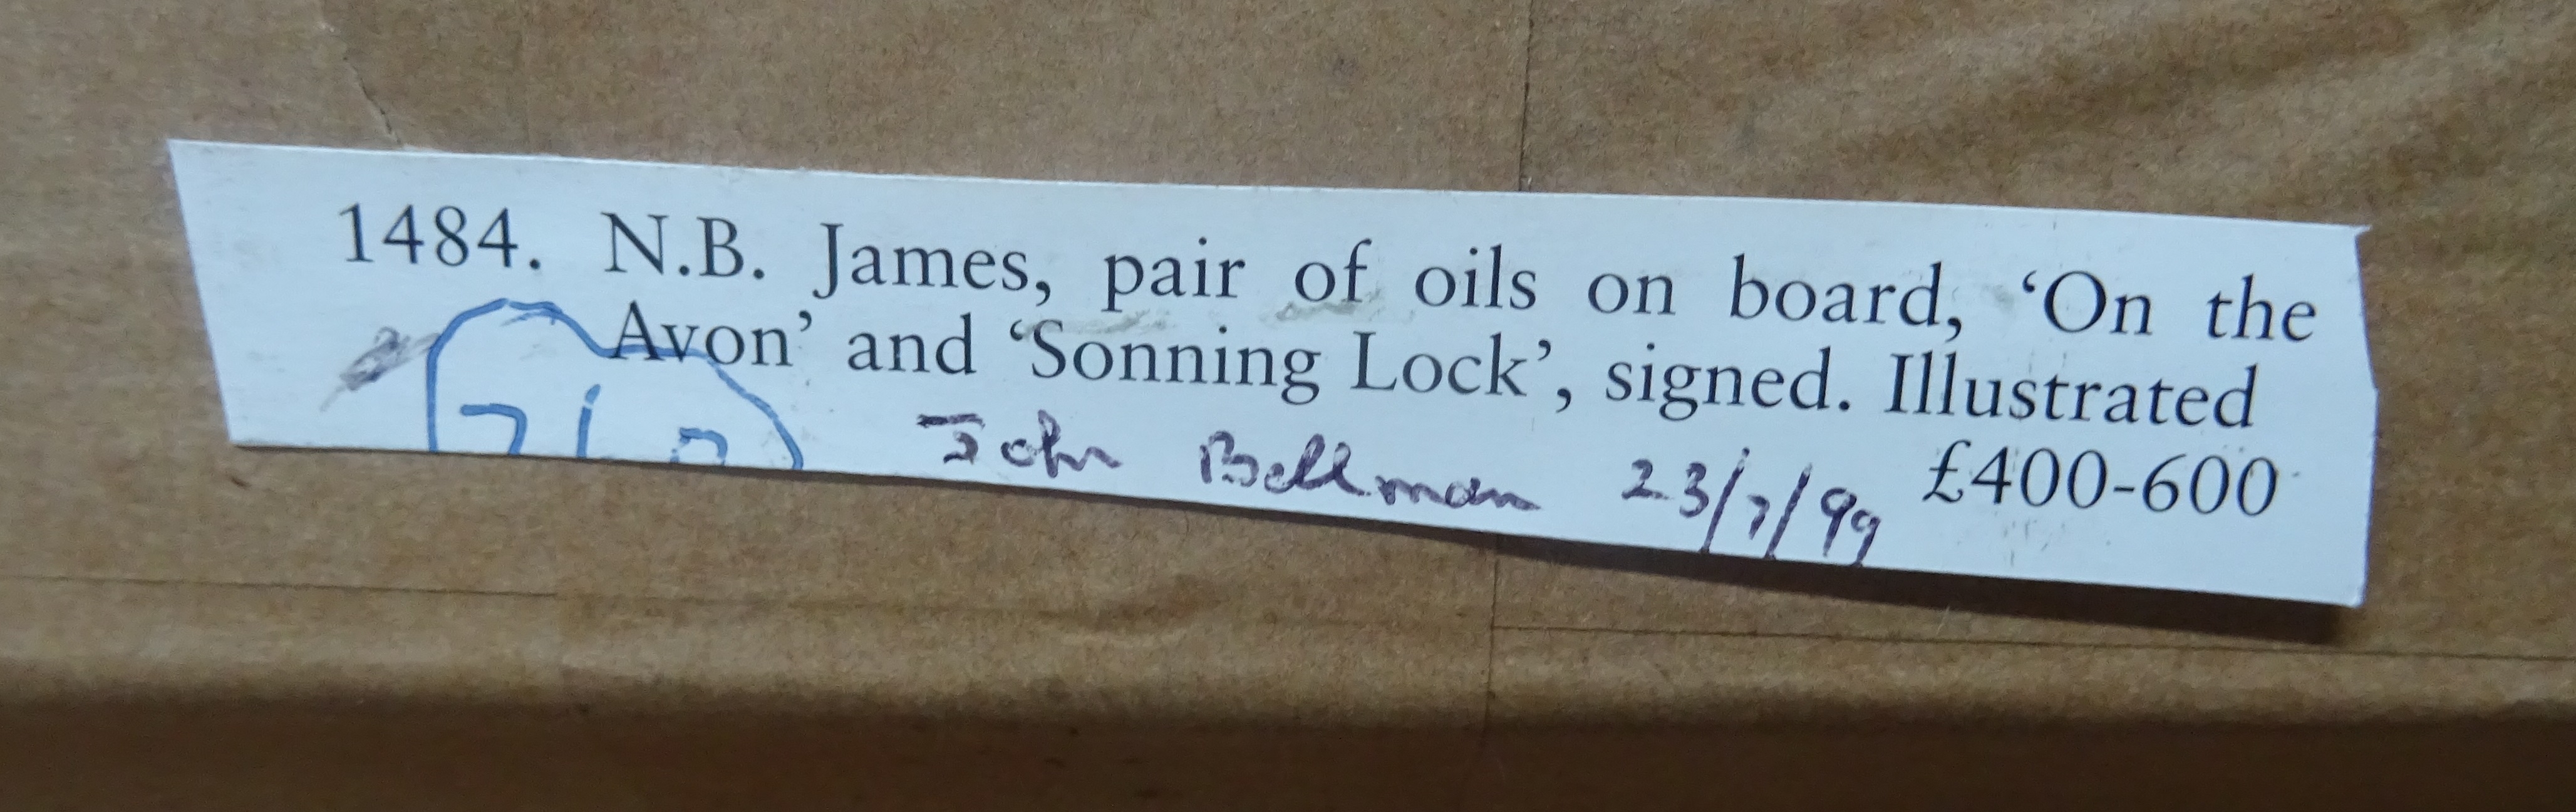 1484. N.B. James, pair of oils on board, ‘On the
Avon’ and ‘Sonning Lock’, signed. Illustrated
£400-600
John Bellman 23/7/99